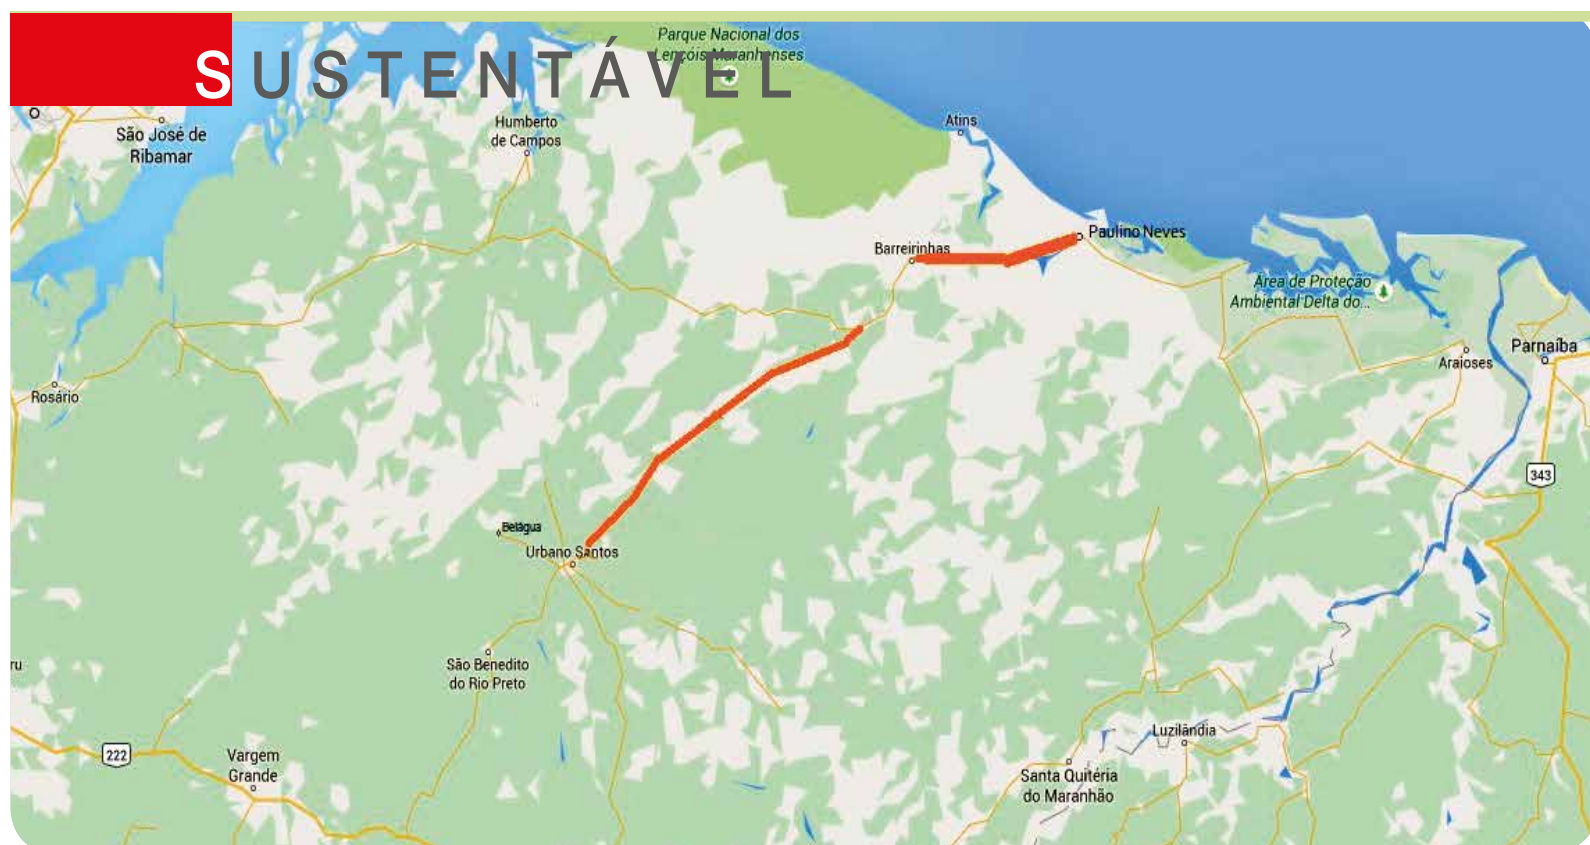 SUSTENTÁVEL
Parque Nacional dos
Lençóis Maranhenses
São José de
Ribamar
Humberto
de Campos
Atins
Barreirinhas
Paulino Neves
Área de Proteção
Ambiental Delta do...
Parnaíba
Araioses
Rosário
343
Belágua
Urbano Santos
São Benedito
do Rio Preto
ru
222
Vargem
Grande
Luzilândia
Santa Quitéria
do Maranhão